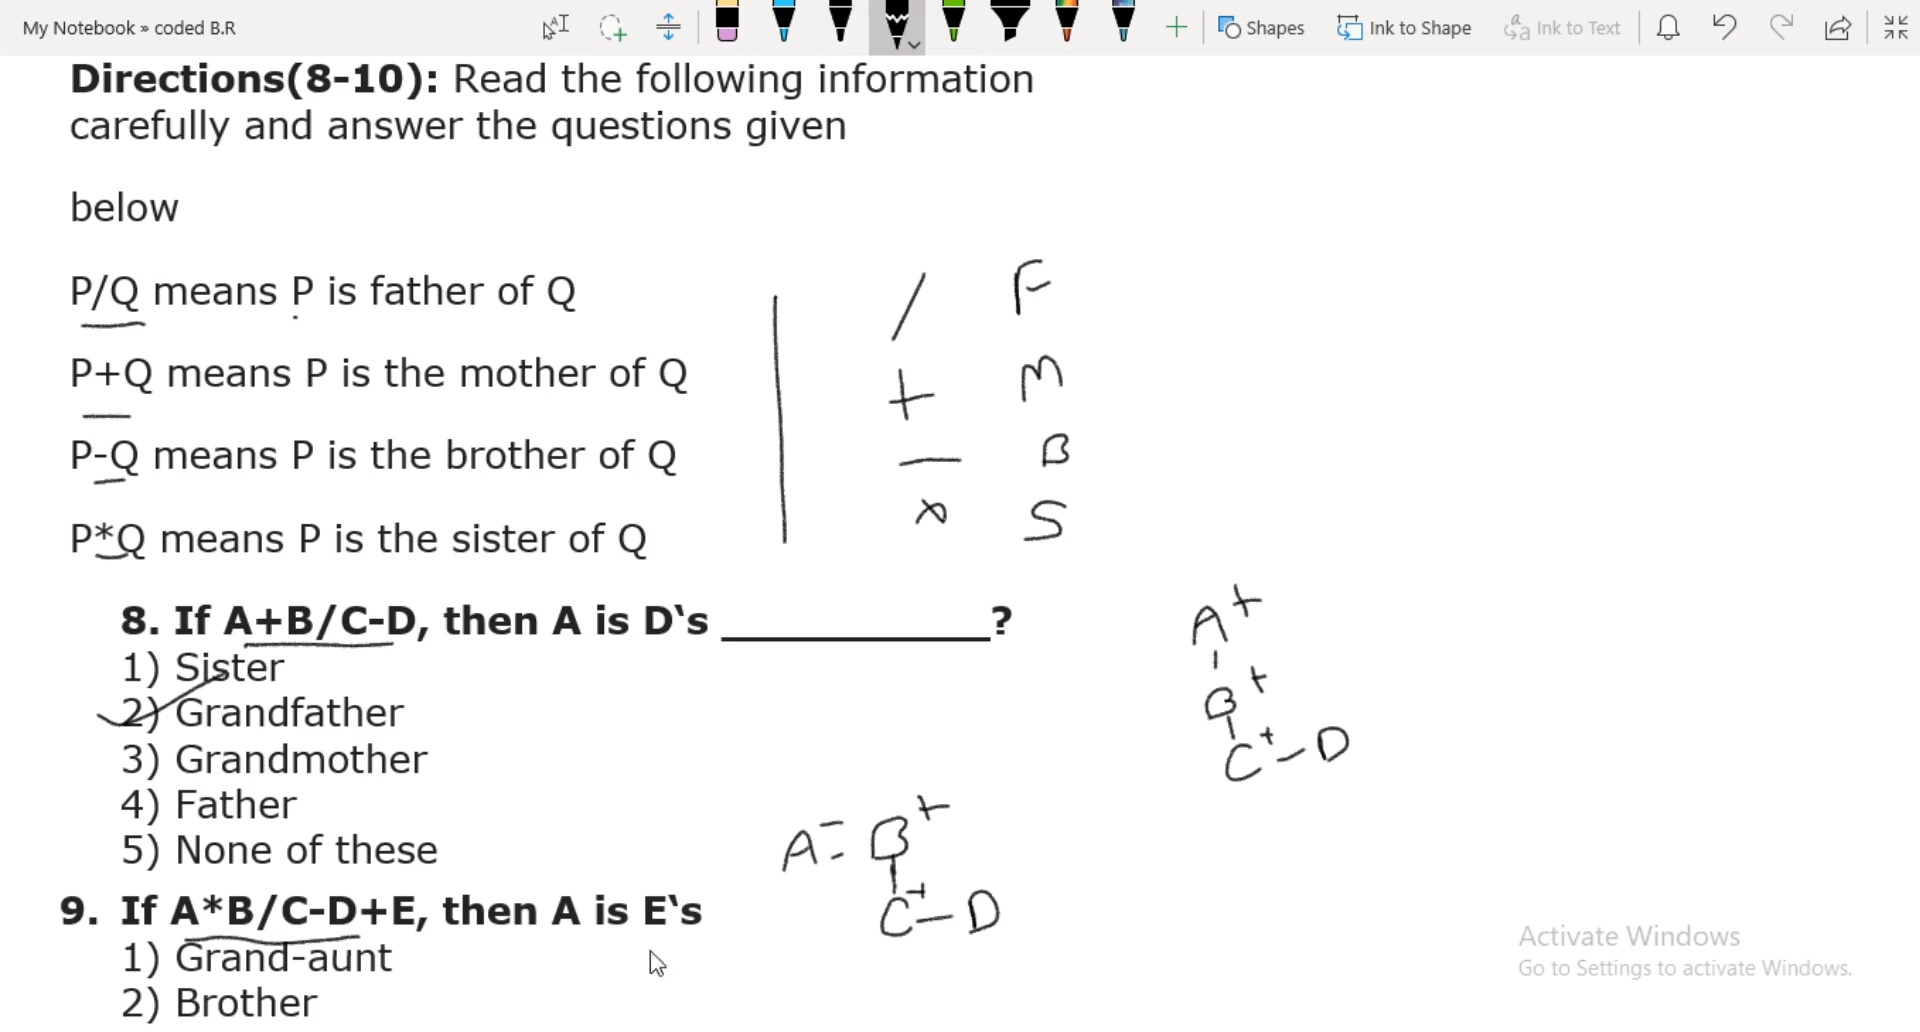 My Notebook » coded B.R
Shapes
Ink to Shape
Ink to Text
Directions(8-10): Read the following information
carefully and answer the questions given
below
P/Q means P is father of Q
P+Q means P is the mother of Q
P-Q means P is the brother of Q
P*Q means P is the sister of Q
/ F
+ M
— B
× S
8. If A+B/C-D, then A is D‛s ____________?
1) Sister
2) Grandfather
3) Grandmother
4) Father
5) None of these
A+
B+
C+ – D
9. If A*B/C-D+E, then A is E‛s
1) Grand-aunt
2) Brother
A- – B+
C+ – D
Activate Windows
Go to Settings to activate Windows.